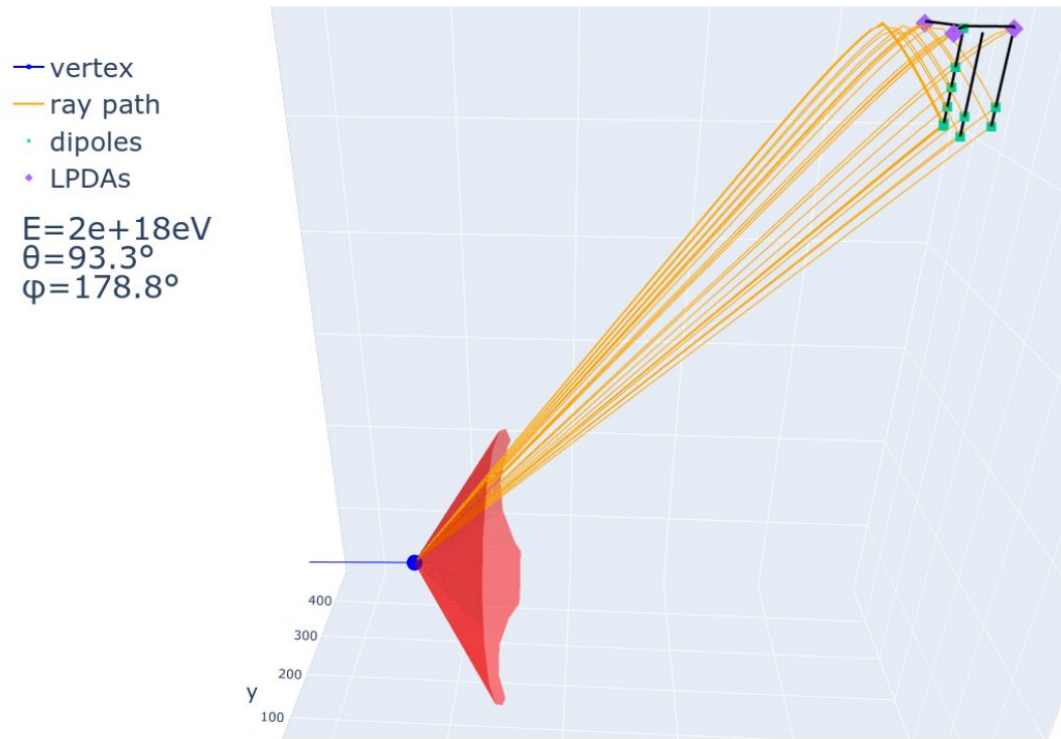 vertex
ray path
dipoles
LPDAs
E=2e+18eV
θ=93.3°
φ=178.8°
400
300
200
y
100